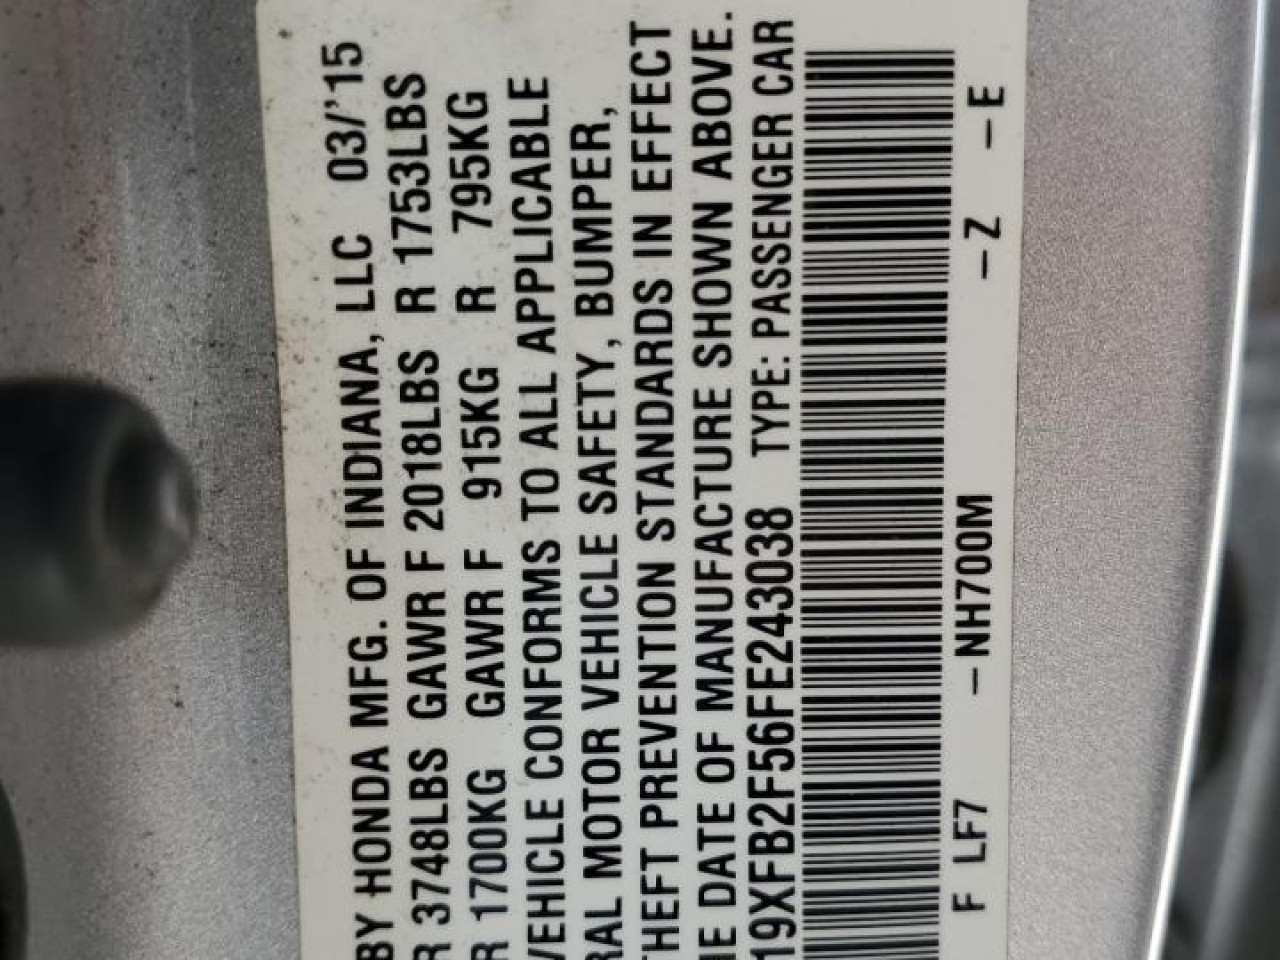 BY HONDA MFG. OF INDIANA, LLC 03/'15
R 3748LBS GAWR F 2018LBS R 1753LBS
R 1700KG GAWR F 915KG R 795KG
VEHICLE CONFORMS TO ALL APPLICABLE
RAL MOTOR VEHICLE SAFETY, BUMPER,
THEFT PREVENTION STANDARDS IN EFFECT
HE DATE OF MANUFACTURE SHOWN ABOVE.
19XFB2F56FE243038 TYPE: PASSENGER CAR
F LF7 –NH700M –Z –E